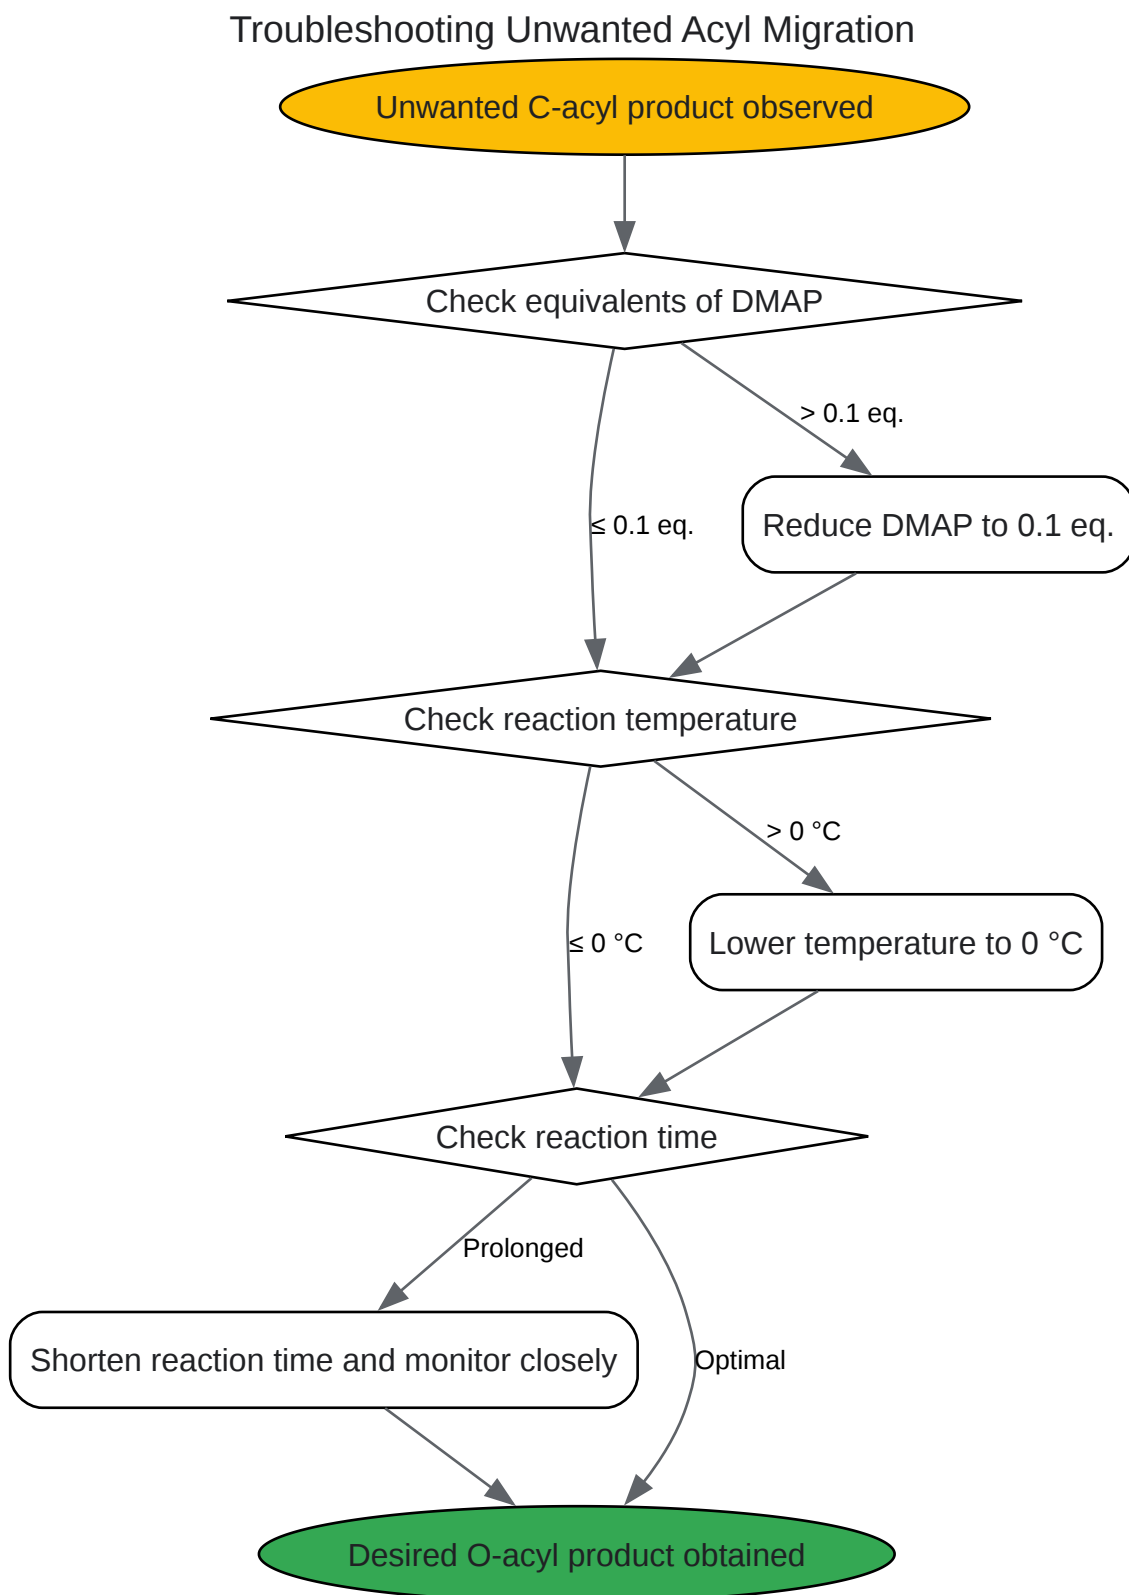 Troubleshooting Unwanted Acyl Migration
Unwanted C-acyl product observed
Check equivalents of DMAP
> 0.1 eq.
≤ 0.1 eq.
Reduce DMAP to 0.1 eq.
Check reaction temperature
> 0 °C
≤ 0 °C
Lower temperature to 0 °C
Check reaction time
Prolonged
Shorten reaction time and monitor closely
Optimal
Desired O-acyl product obtained